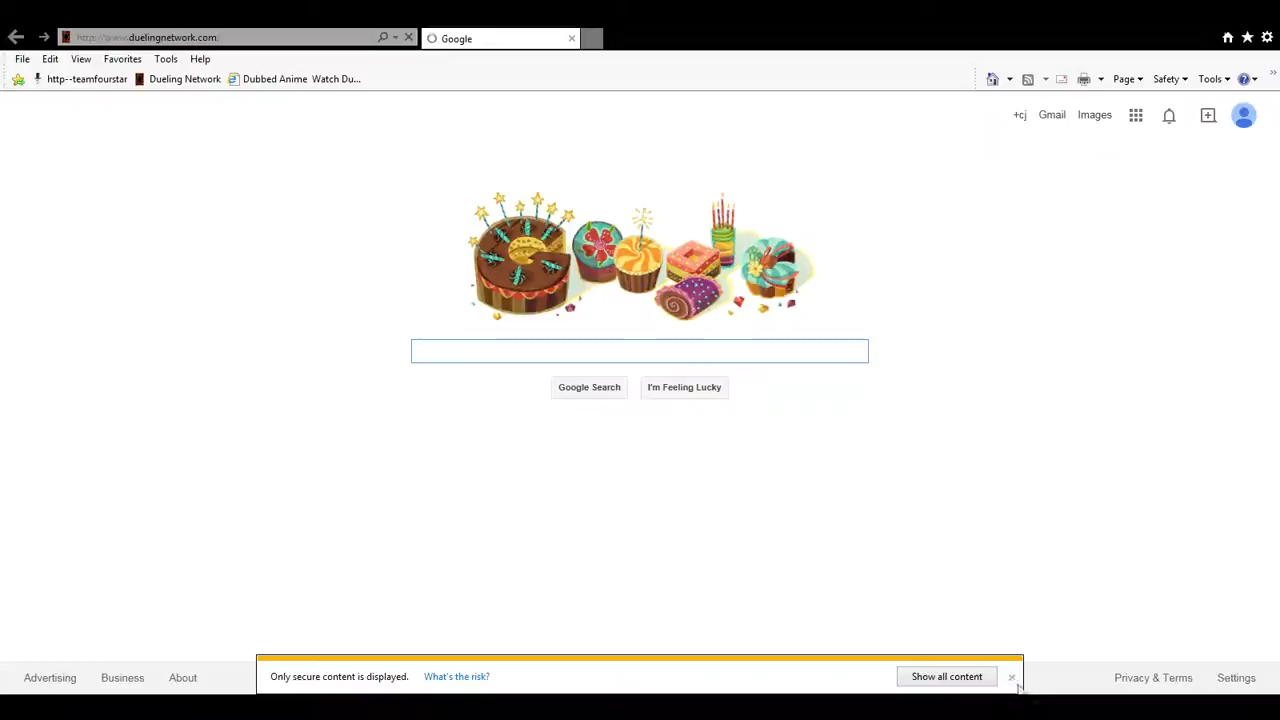 https://www.duelingnetwork.com
Google
File Edit View Favorites Tools Help
http--teamfourstar Dueling Network Dubbed Anime Watch Du... Page Safety Tools
+cj Gmail Images
Google Search I'm Feeling Lucky
Only secure content is displayed. What's the risk? Show all content
Advertising Business About Privacy & Terms Settings